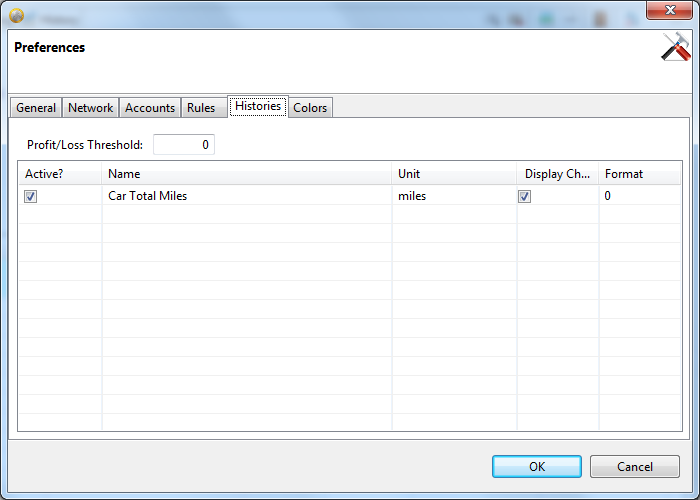 Preferences
General Network Accounts Rules Histories Colors
Profit/Loss Threshold: 0
Active? Name Unit Display Ch... Format
Car Total Miles miles 0
OK Cancel